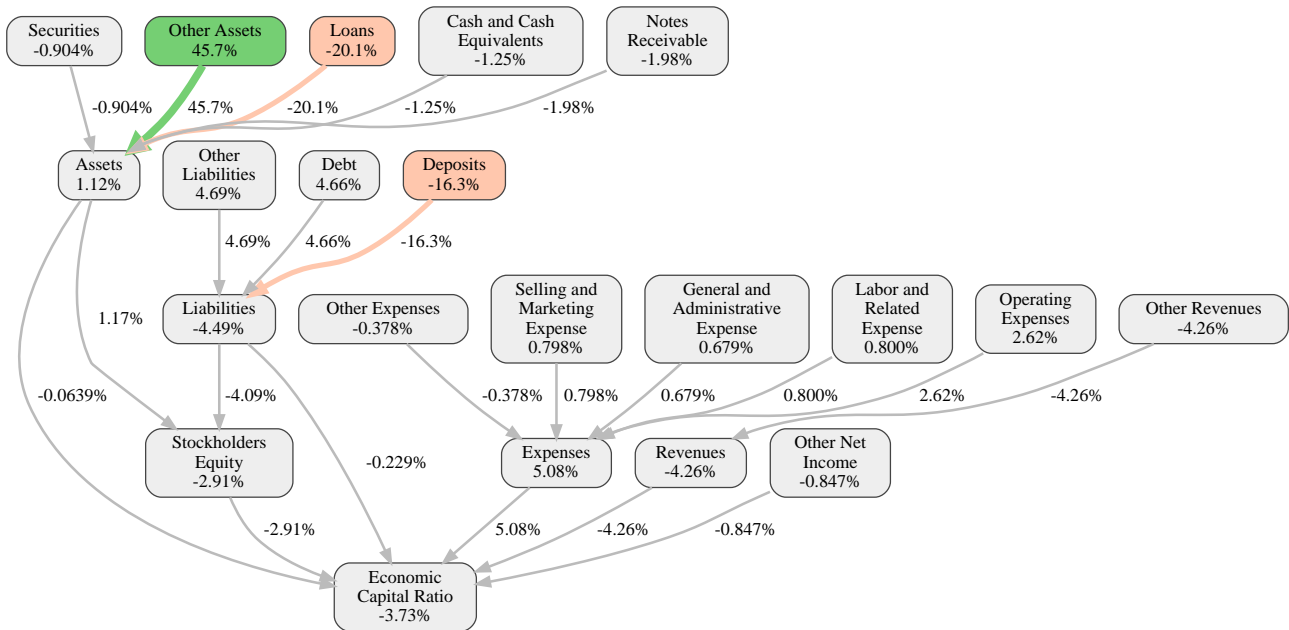 Securities
-0.904%
Other Assets
45.7%
Loans
-20.1%
Cash and Cash
Equivalents
-1.25%
Notes
Receivable
-1.98%
-0.904%
45.7%
-20.1%
-1.25%
-1.98%
Assets
1.12%
Other
Liabilities
4.69%
Debt
4.66%
Deposits
-16.3%
4.69%
4.66%
-16.3%
Liabilities
-4.49%
Other Expenses
-0.378%
Selling and
Marketing
Expense
0.798%
General and
Administrative
Expense
0.679%
Labor and
Related
Expense
0.800%
Operating
Expenses
2.62%
Other Revenues
-4.26%
1.17%
-0.0639%
-4.09%
-0.378%
0.798%
0.679%
0.800%
2.62%
-4.26%
Stockholders
Equity
-2.91%
-0.229%
Expenses
5.08%
Revenues
-4.26%
Other Net
Income
-0.847%
-2.91%
5.08%
-4.26%
-0.847%
Economic
Capital Ratio
-3.73%